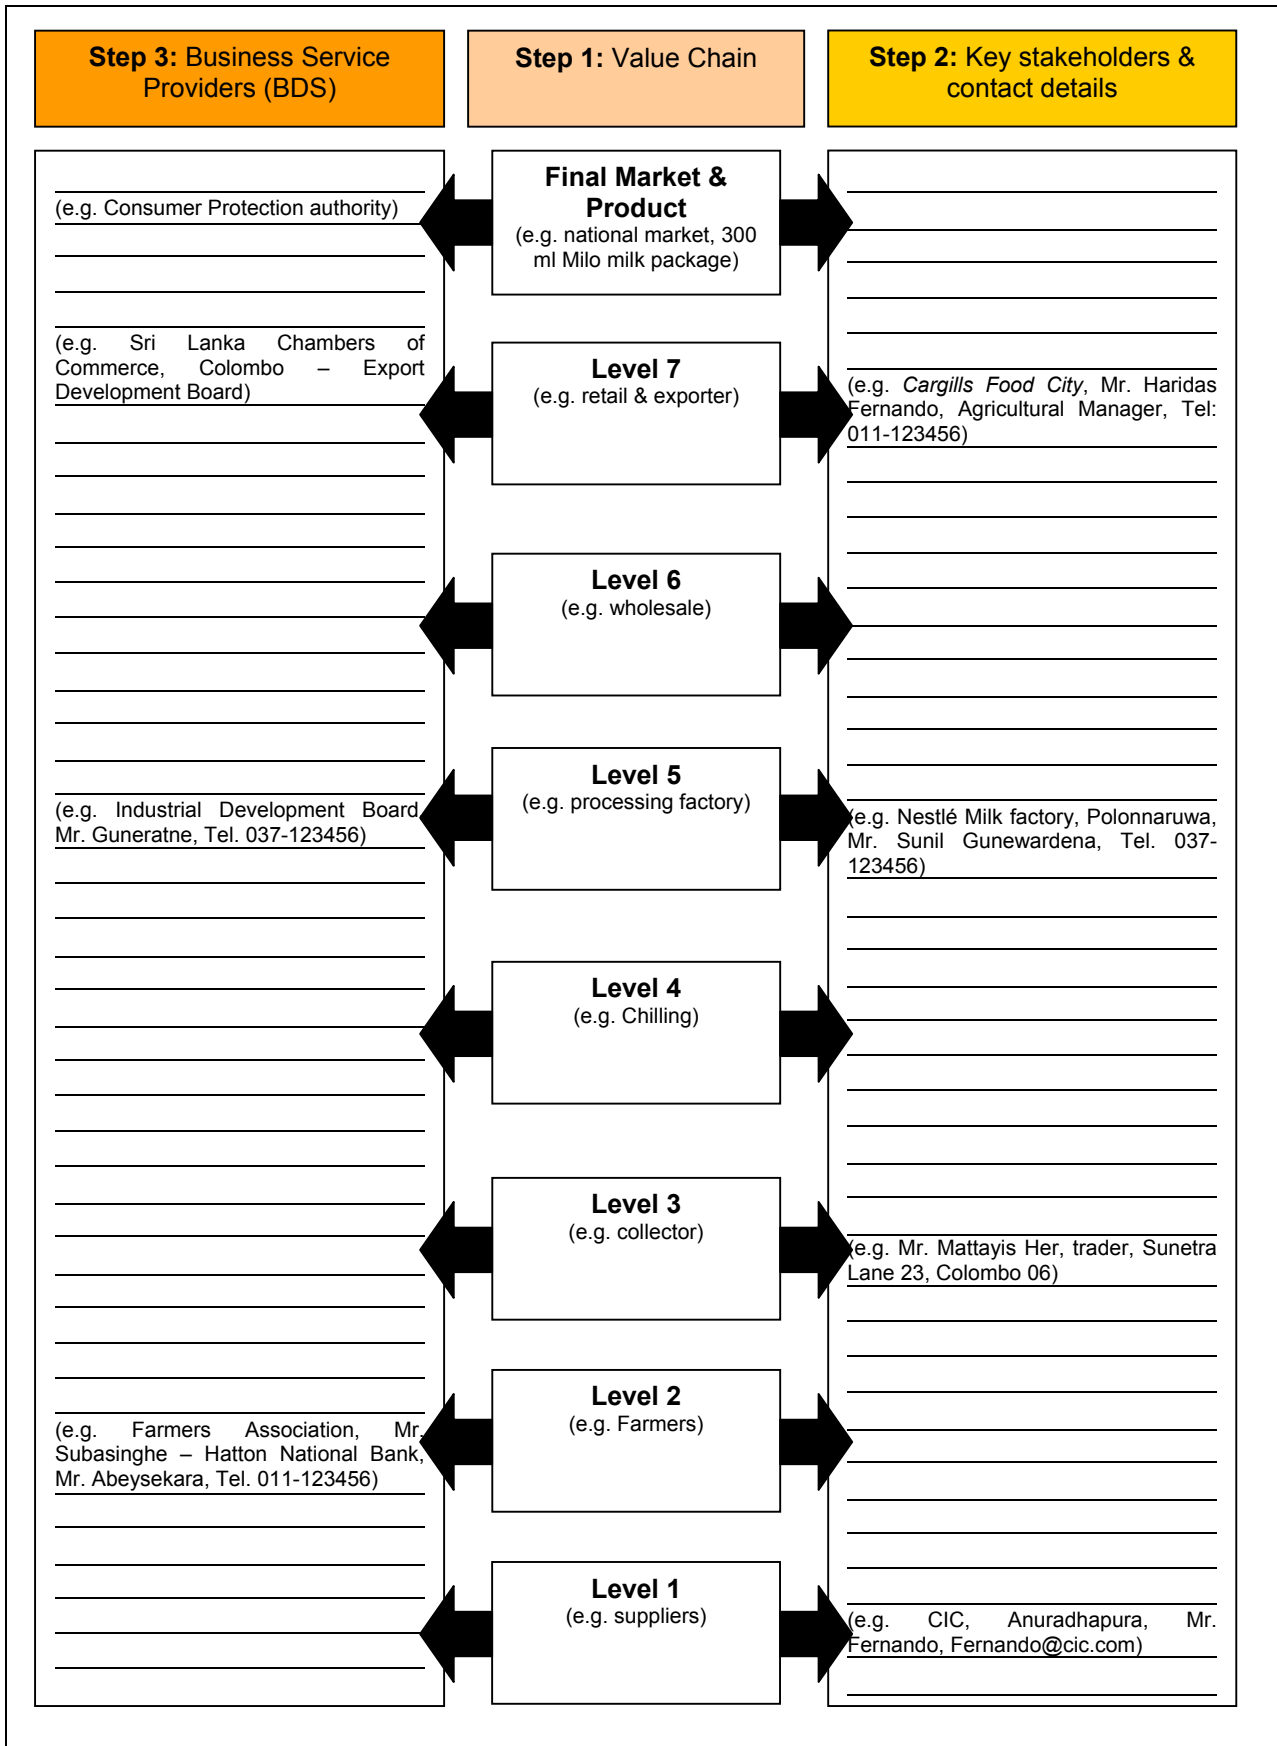 Step 3: Business Service
Providers (BDS)
Step 1: Value Chain
Step 2: Key stakeholders &
contact details
(e.g. Consumer Protection authority)
(e.g. Sri Lanka Chambers of
Commerce, Colombo – Export
Development Board)
(e.g. Industrial Development Board,
Mr. Guneratne, Tel. 037-123456)
(e.g. Farmers Association, Mr.
Subasinghe – Hatton National Bank,
Mr. Abeysekara, Tel. 011-123456)
Final Market &
Product
(e.g. national market, 300
ml Milo milk package)
Level 7
(e.g. retail & exporter)
Level 6
(e.g. wholesale)
Level 5
(e.g. processing factory)
Level 4
(e.g. Chilling)
Level 3
(e.g. collector)
Level 2
(e.g. Farmers)
Level 1
(e.g. suppliers)
(e.g. Cargills Food City, Mr. Haridas
Fernando, Agricultural Manager, Tel:
011-123456)
(e.g. Nestlé Milk factory, Polonnaruwa,
Mr. Sunil Gunewardena, Tel. 037-
123456)
(e.g. Mr. Mattayis Her, trader, Sunetra
Lane 23, Colombo 06)
(e.g. CIC, Anuradhapura, Mr.
Fernando, Fernando@cic.com)